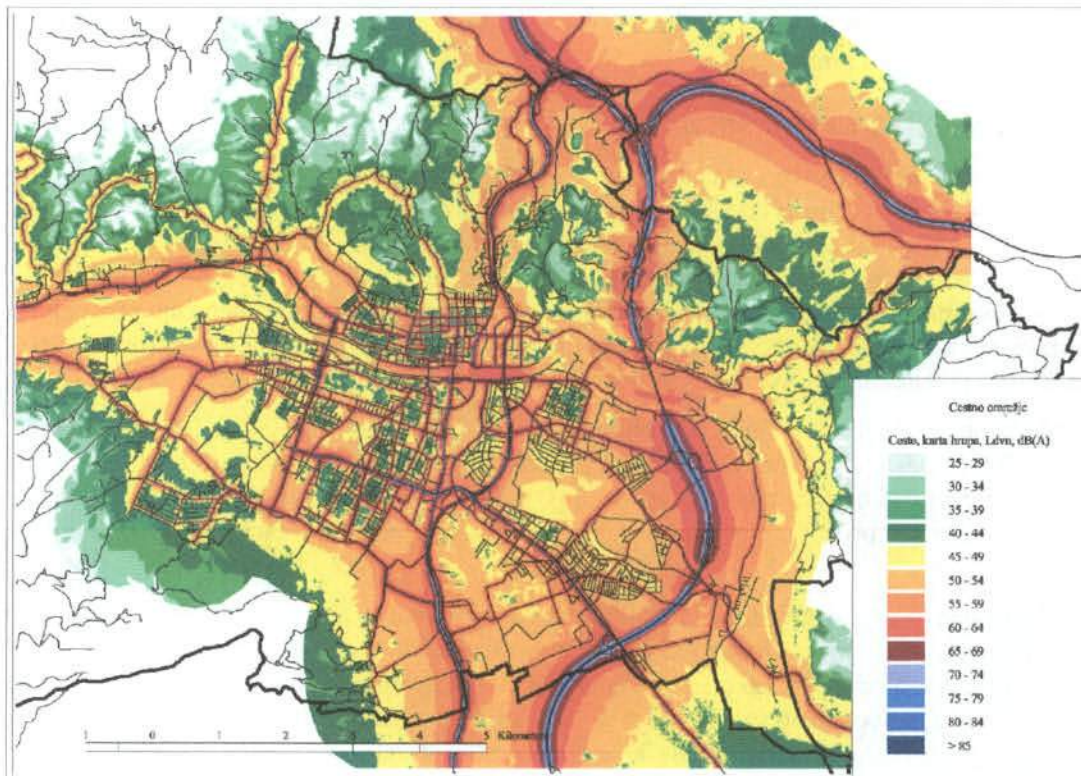 Cestno omrežje
Cesto, karta hrupa, Ldvn, dB(A)
25 - 29
30 - 34
35 - 39
40 - 44
45 - 49
50 - 54
55 - 59
60 - 64
65 - 69
70 - 74
75 - 79
80 - 84
> 85
1 0 1 2 3 4 5 Kilometers